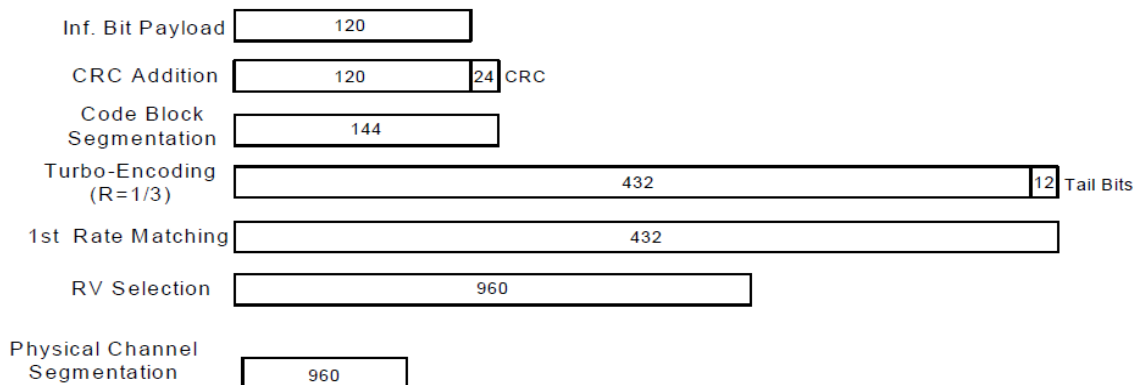 Inf. Bit Payload 120
CRC Addition 120 24 CRC
Code Block
Segmentation 144
Turbo-Encoding
(R=1/3) 432 12 Tail Bits
1st Rate Matching 432
RV Selection 960
Physical Channel
Segmentation 960